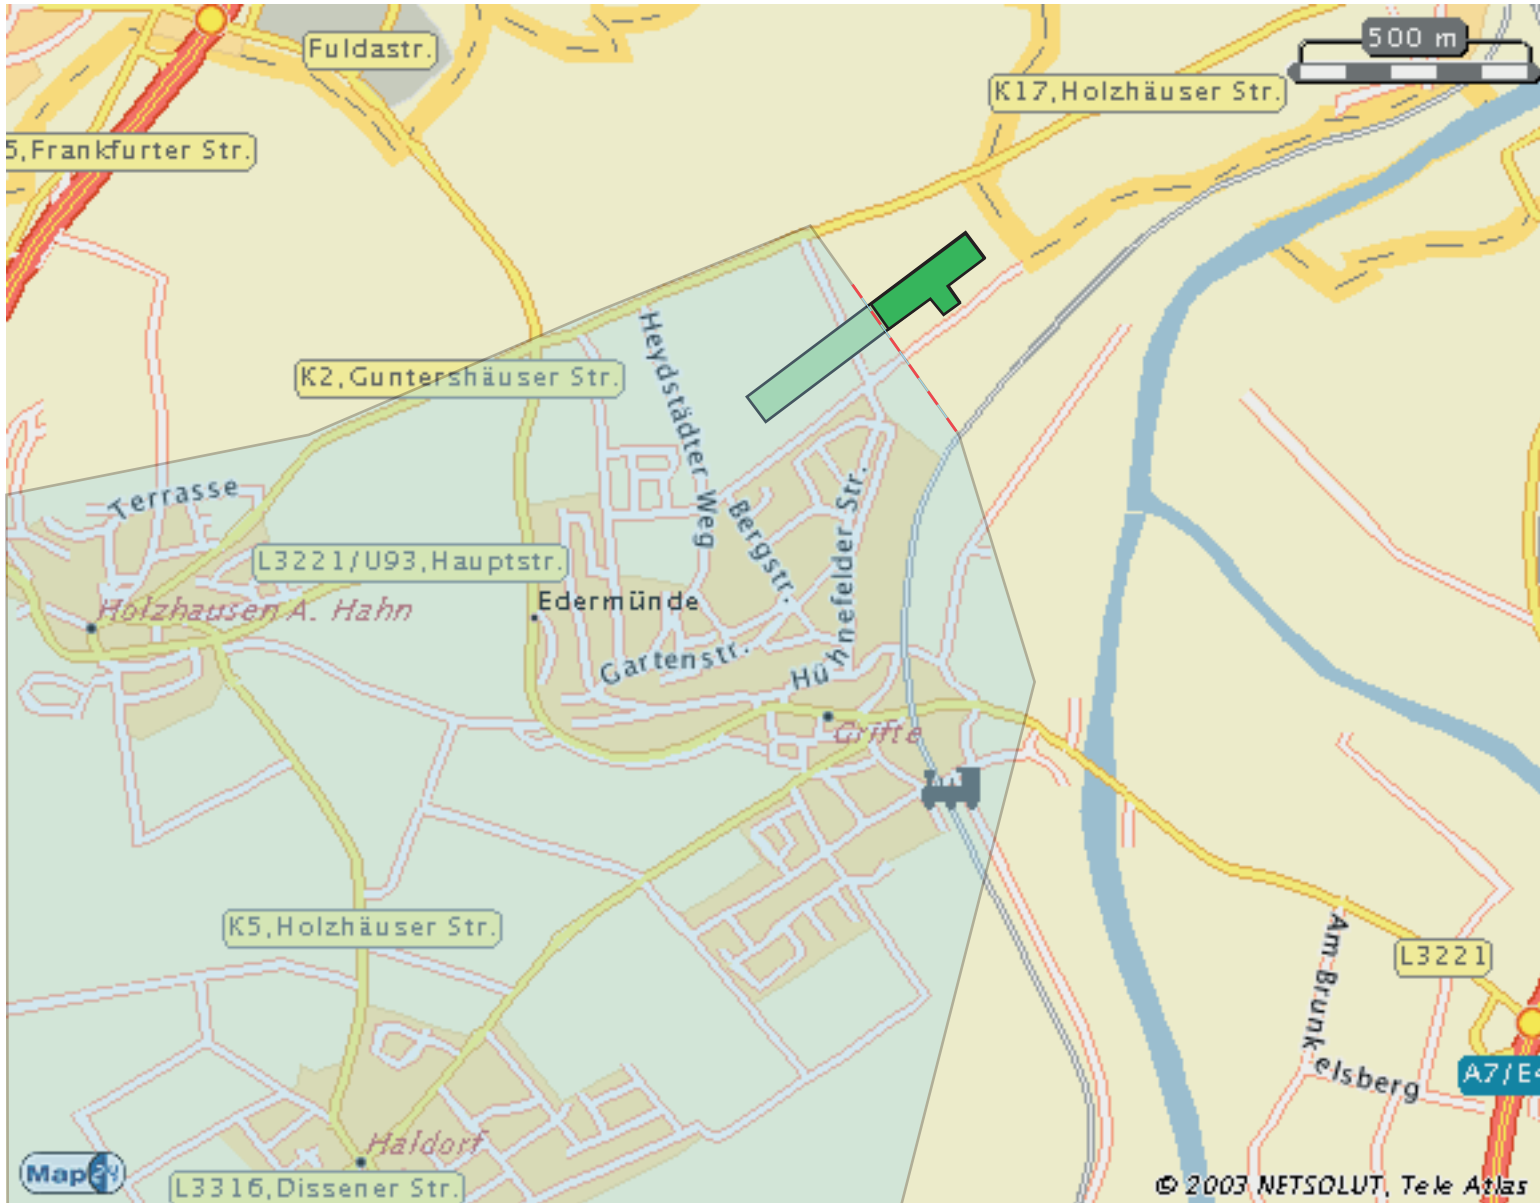 500 m
Fuldastr.
K17,Holzhäuser Str.
5,Frankfurter Str.
Heydstädter Weg
K2,Guntershäuser Str.
Terrasse
Bergstr.
Hühnefelder Str.
L3221/U93,Hauptstr.
Holzhausen A. Hahn
Edermünde
Gartenstr.
Grifte
K5,Holzhäuser Str.
Am Brunkelsberg
L3221
A7/E4
Haldorf
Map24
L3316,Dissener Str.
© 2003 NETSOLUT, Tele Atlas